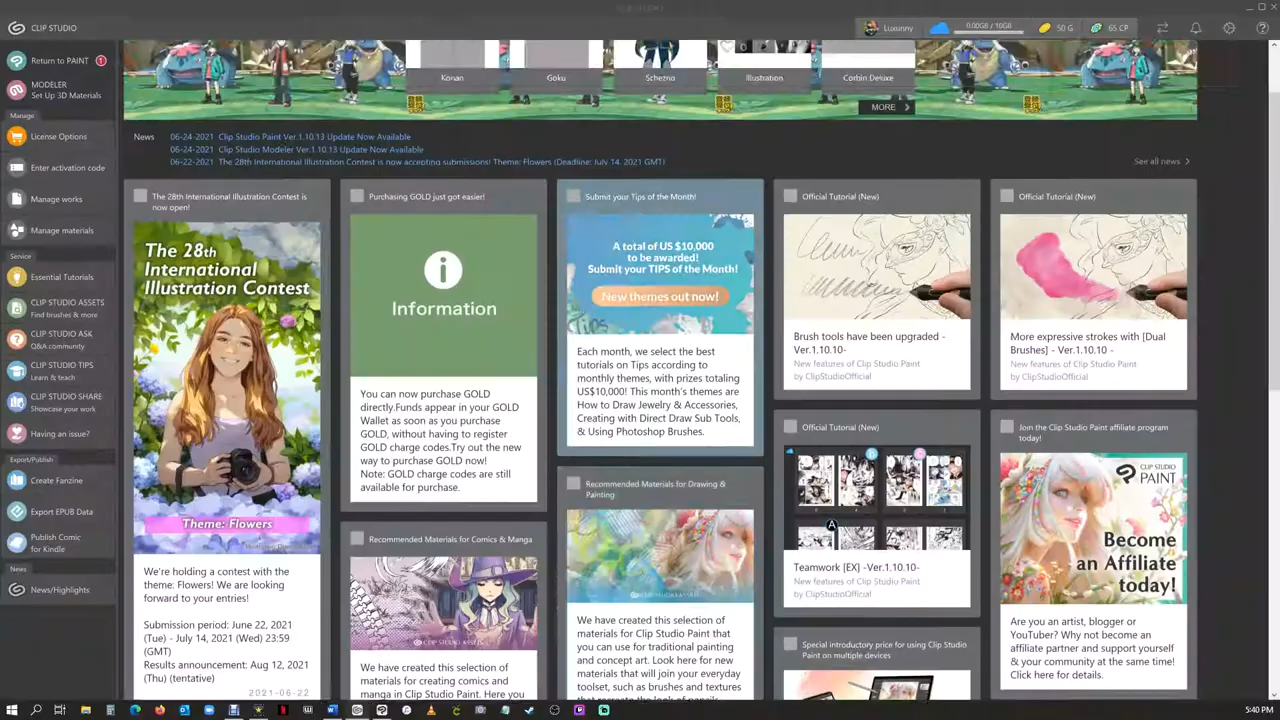 CLIP STUDIO
Luxunny
0.00GB / 10GB
50 G
65 CP
Return to PAINT
1
MODELER
Set Up 3D Materials
Manage
License Options
Enter activation code
Manage works
Manage materials
Service
Essential Tutorials
CLIP STUDIO ASSETS
Find brushes & more
CLIP STUDIO ASK
Q&A community
CLIP STUDIO TIPS
Learn & teach
CLIP STUDIO SHARE
Showcase your work
Having an issue?
Export/Publish
Create Fanzine
Export EPUB Data
Publish Comic
for Kindle
News
News/Highlights
Konan
Goku
Schezno
Illustration
Corbin Deluxe
MORE
News
06-24-2021 Clip Studio Paint Ver.1.10.13 Update Now Available
06-24-2021 Clip Studio Modeler Ver.1.10.13 Update Now Available
06-22-2021 The 28th International Illustration Contest is now accepting submissions! Theme: Flowers (Deadline: July 14, 2021 GMT)
See all news
The 28th International Illustration Contest is
now open!
The 28th
International
Illustration Contest
Theme: Flowers
We're holding a contest with the
theme: Flowers! We are looking
forward to your entries!
Submission period: June 22, 2021
(Tue) - July 14, 2021 (Wed) 23:59
(GMT)
Results announcement: Aug 12, 2021
(Thu) (tentative)
2021-06-22
Purchasing GOLD just got easier!
Information
You can now purchase GOLD
directly.Funds appear in your GOLD
Wallet as soon as you purchase
GOLD, without having to register
GOLD charge codes.Try out the new
way to purchase GOLD now!
Note: GOLD charge codes are still
available for purchase.
Recommended Materials for Comics & Manga
CLIP STUDIO ASSETS
We have created this selection of
materials for creating comics and
manga in Clip Studio Paint. Here you
Submit your Tips of the Month!
A total of US $10,000
to be awarded!
Submit your TIPS of the Month!
New themes out now!
Each month, we select the best
tutorials on Tips according to
monthly themes, with prizes totaling
US$10,000! This month's themes are
How to Draw Jewelry & Accessories,
Creating with Direct Draw Sub Tools,
& Using Photoshop Brushes.
Recommended Materials for Drawing &
Painting
CLIP STUDIO ASSETS
We have created this selection of
materials for Clip Studio Paint that
you can use for traditional painting
and concept art. Look here for new
materials that will join your everyday
toolset, such as brushes and textures
Official Tutorial (New)
Brush tools have been upgraded -
Ver.1.10.10-
New features of Clip Studio Paint
by ClipStudioOfficial
Official Tutorial (New)
A
Teamwork [EX] -Ver.1.10.10-
New features of Clip Studio Paint
by ClipStudioOfficial
Special introductory price for using Clip Studio
Paint on multiple devices
Official Tutorial (New)
More expressive strokes with [Dual
Brushes] - Ver.1.10.10 -
New features of Clip Studio Paint
by ClipStudioOfficial
Join the Clip Studio Paint affiliate program
today!
CLIP STUDIO
PAINT
Become
an Affiliate
today!
Are you an artist, blogger or
YouTuber? Why not become an
affiliate partner and support yourself
& your community at the same time!
Click here for details.
5:40 PM